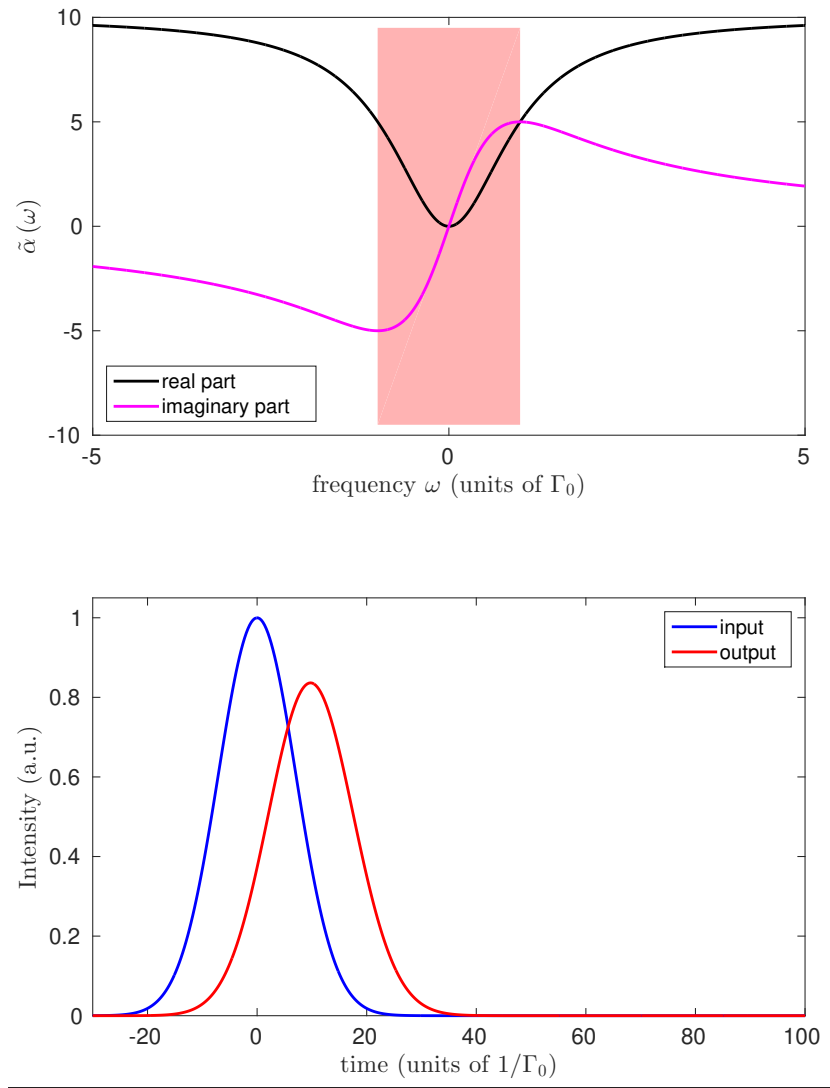 10
5
0
-5
-10
α̃ (ω)
real part
imaginary part
-5
0
5
frequency ω (units of Γ₀)
1
0.8
0.6
0.4
0.2
0
Intensity (a.u.)
input
output
-20
0
20
40
60
80
100
time (units of 1/Γ₀)